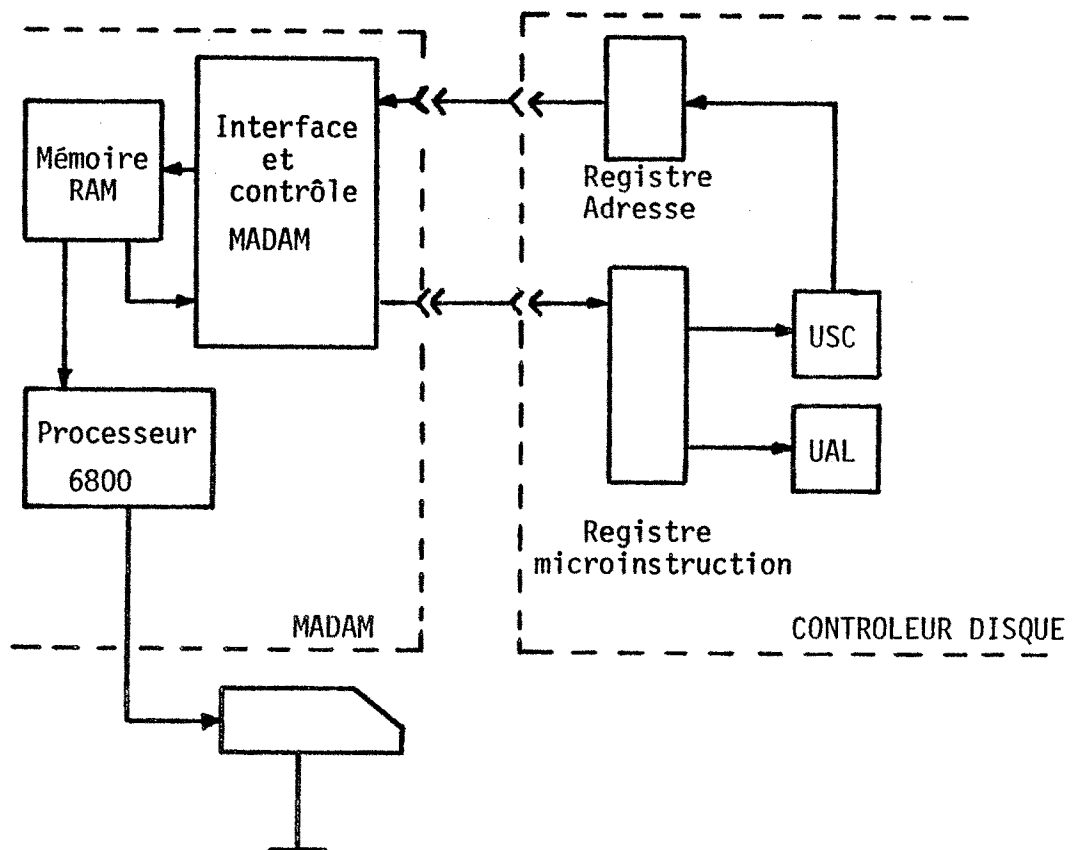 Interface
et
contrôle
MADAM
Mémoire
RAM
Processeur
6800
MADAM
Registre
Adresse
USC
UAL
Registre
microinstruction
CONTROLEUR DISQUE